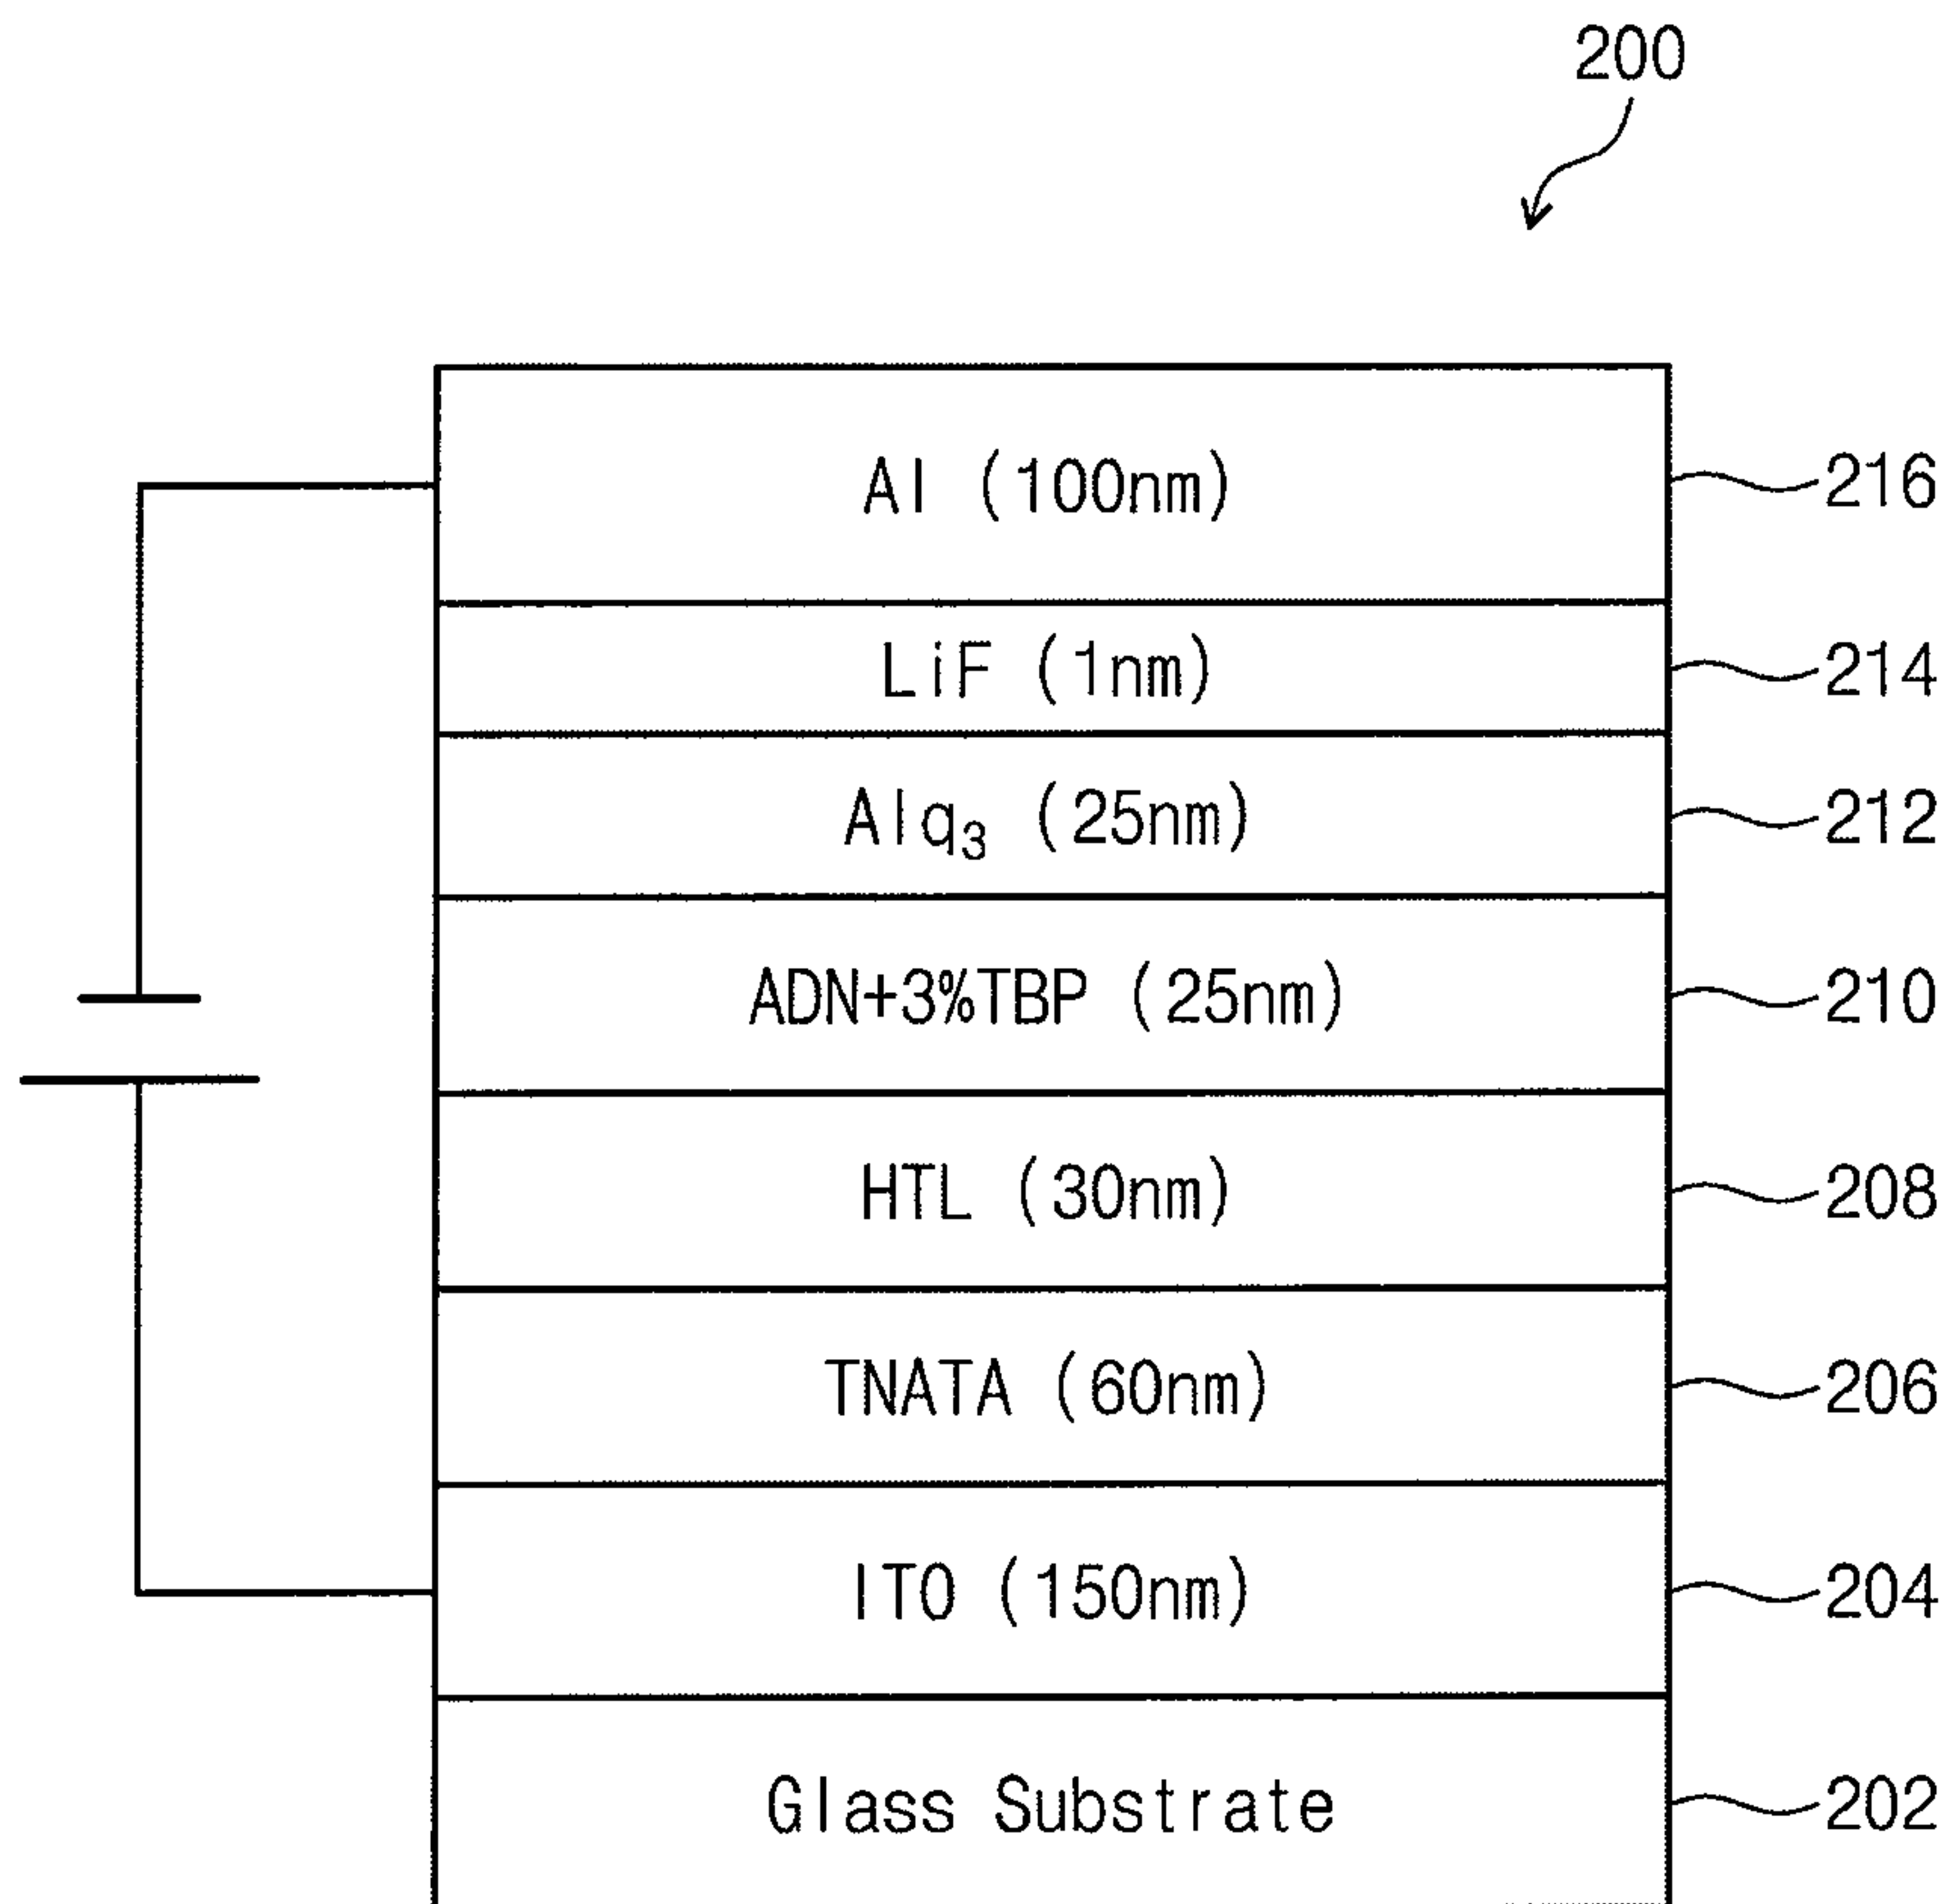 200
Al (100nm) 216
LiF (1nm) 214
Alq₃ (25nm) 212
ADN+3%TBP (25nm) 210
HTL (30nm) 208
TNATA (60nm) 206
ITO (150nm) 204
Glass Substrate 202